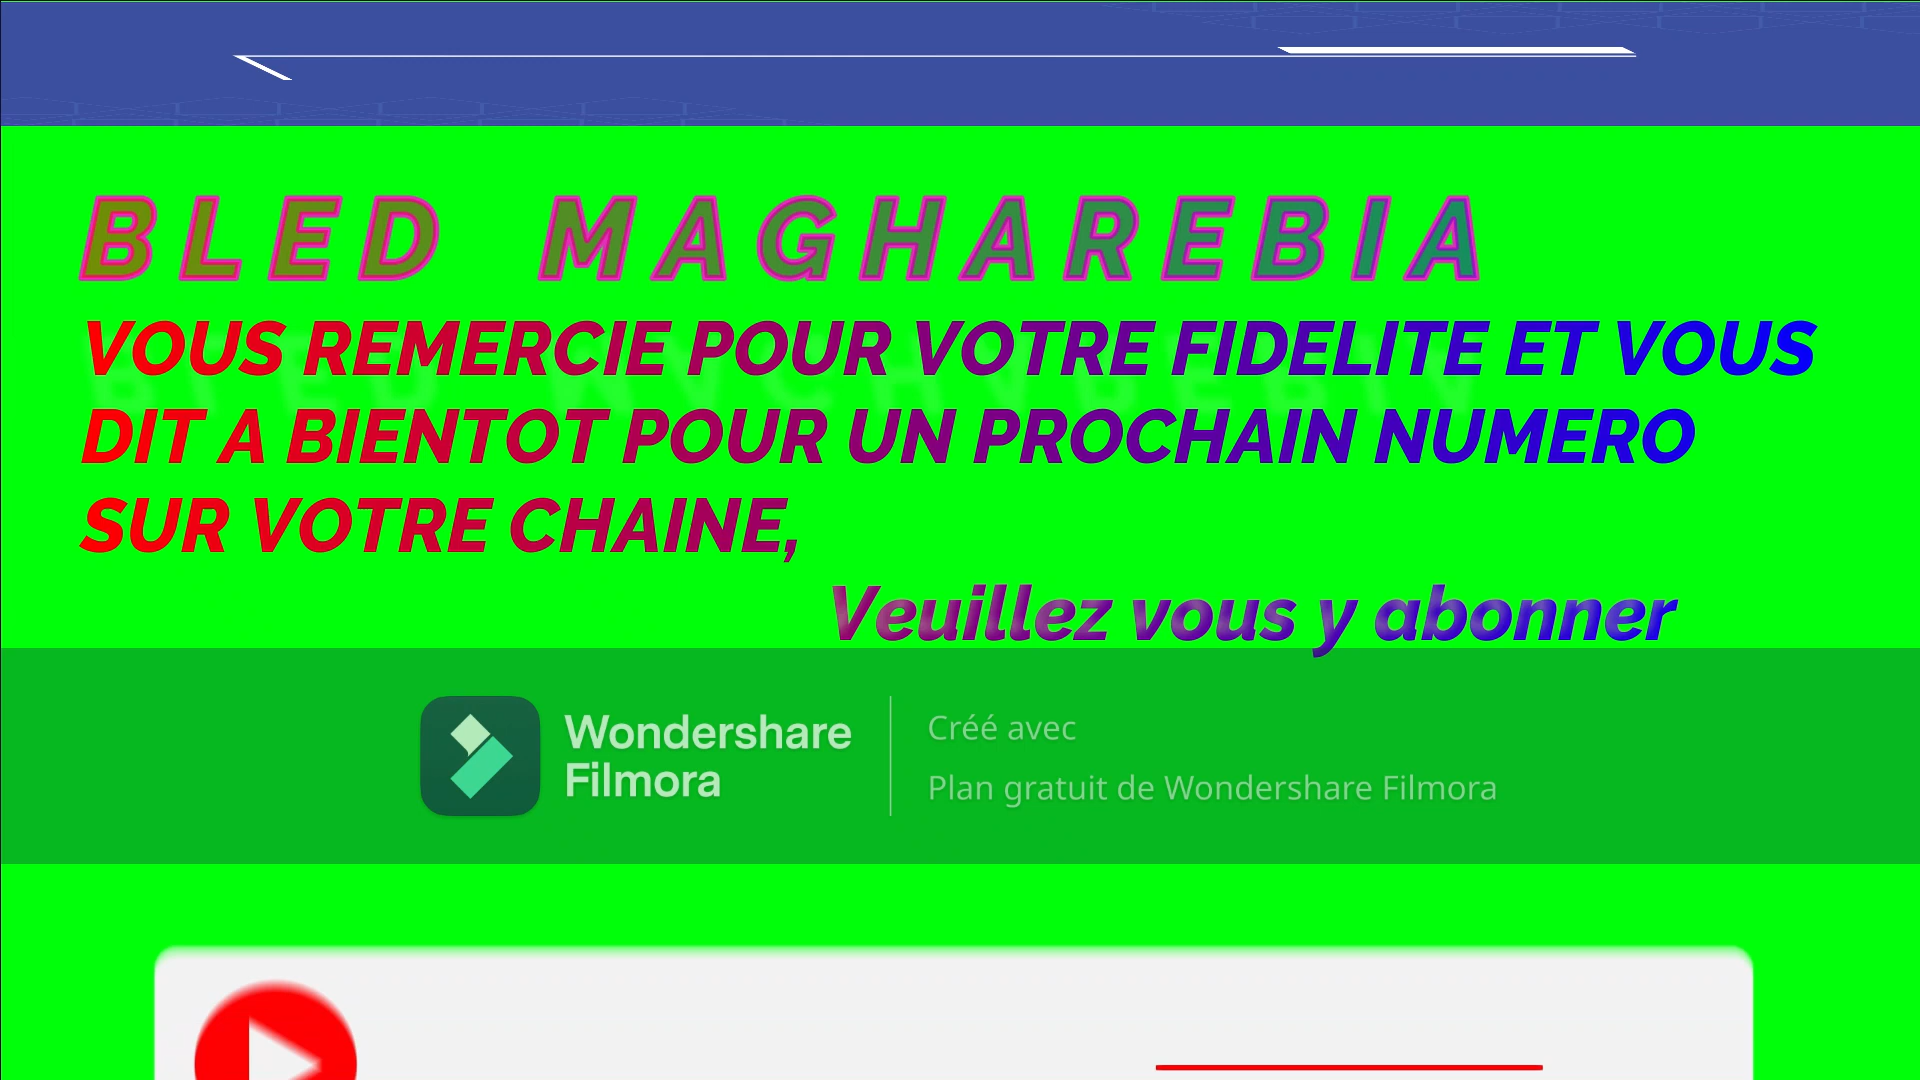 BLED MAGHAREBIA
VOUS REMERCIE POUR VOTRE FIDELITE ET VOUS
DIT A BIENTOT POUR UN PROCHAIN NUMERO
SUR VOTRE CHAINE,
Veuillez vous y abonner
Wondershare
Filmora
Créé avec
Plan gratuit de Wondershare Filmora